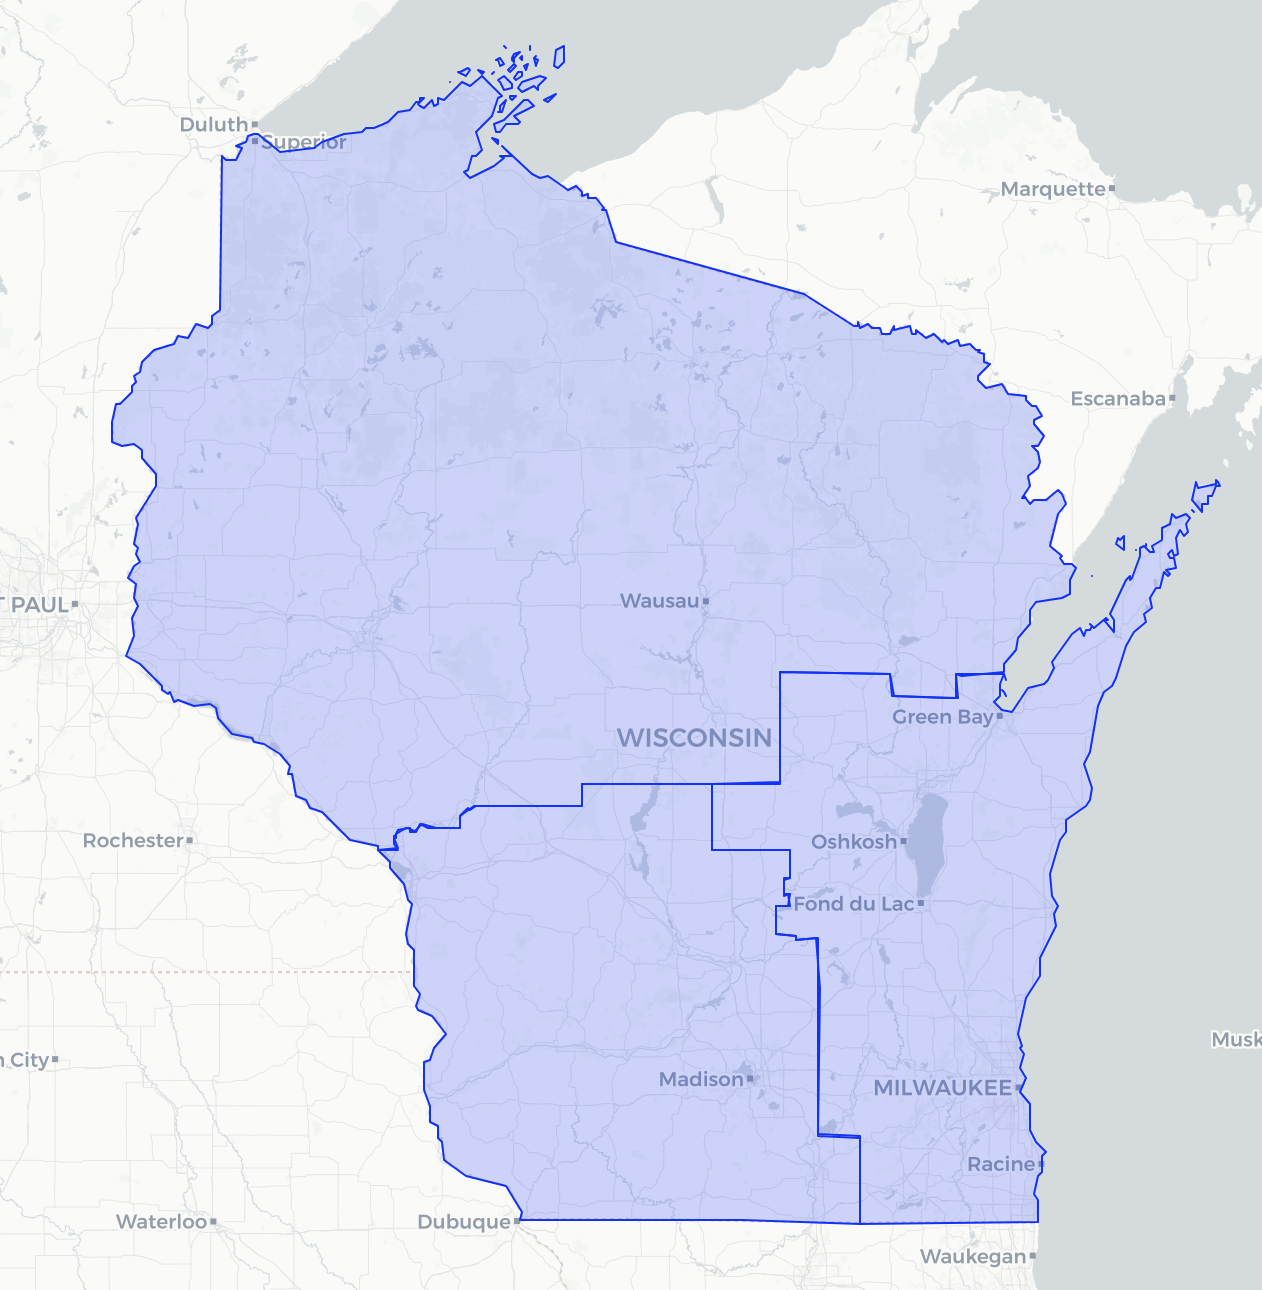 Duluth
Superior
Marquette
Escanaba
T PAUL
Wausau
Green Bay
WISCONSIN
Rochester
Oshkosh
Fond du Lac
n City
Musk
Madison
MILWAUKEE
Racine
Waterloo
Dubuque
Waukegan